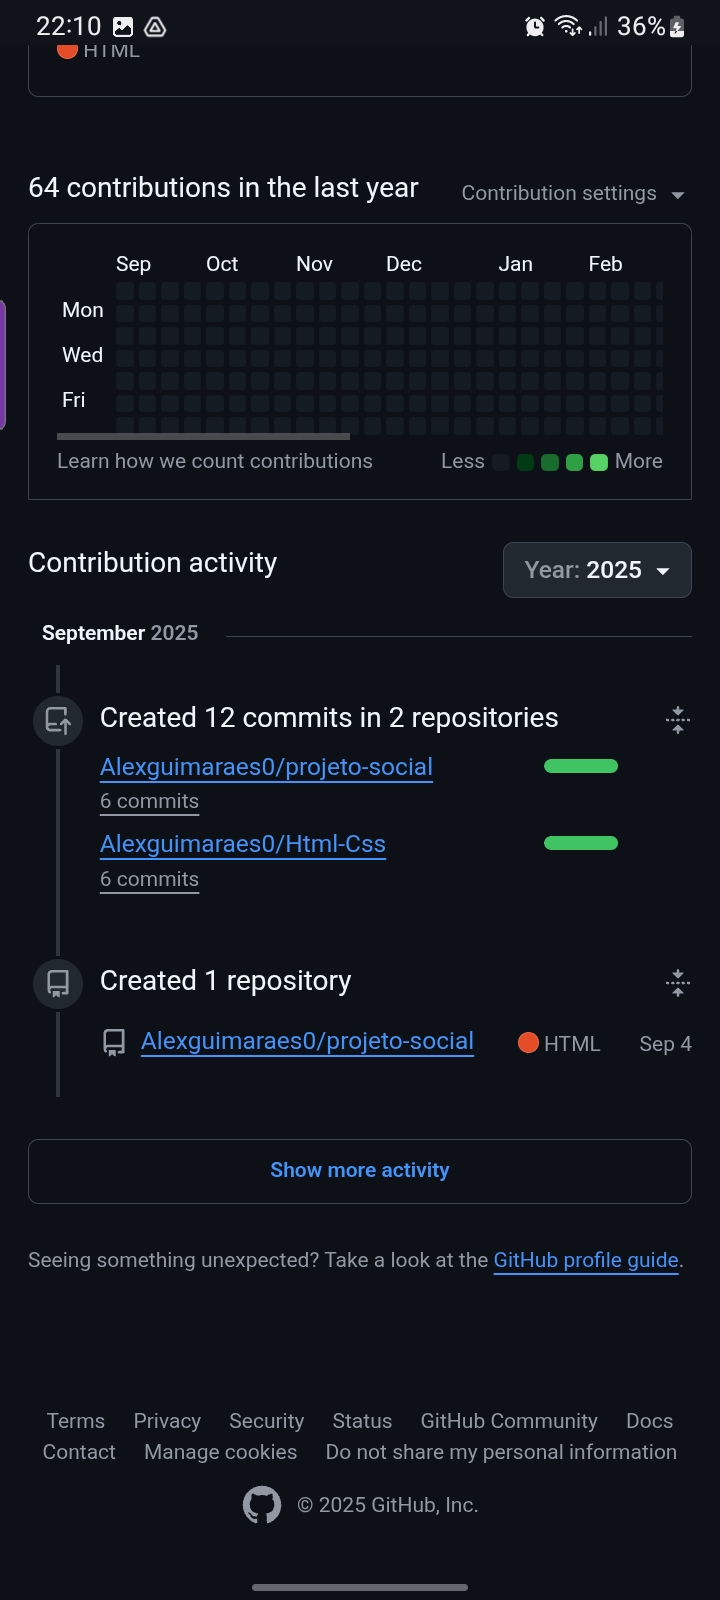 22:10 36%
HTML
64 contributions in the last year Contribution settings
Sep Oct Nov Dec Jan Feb
Mon
Wed
Fri
Learn how we count contributions Less More
Contribution activity Year: 2025
September 2025
Created 12 commits in 2 repositories
Alexguimaraes0/projeto-social
6 commits
Alexguimaraes0/Html-Css
6 commits
Created 1 repository
Alexguimaraes0/projeto-social HTML Sep 4
Show more activity
Seeing something unexpected? Take a look at the GitHub profile guide.
Terms Privacy Security Status GitHub Community Docs
Contact Manage cookies Do not share my personal information
© 2025 GitHub, Inc.